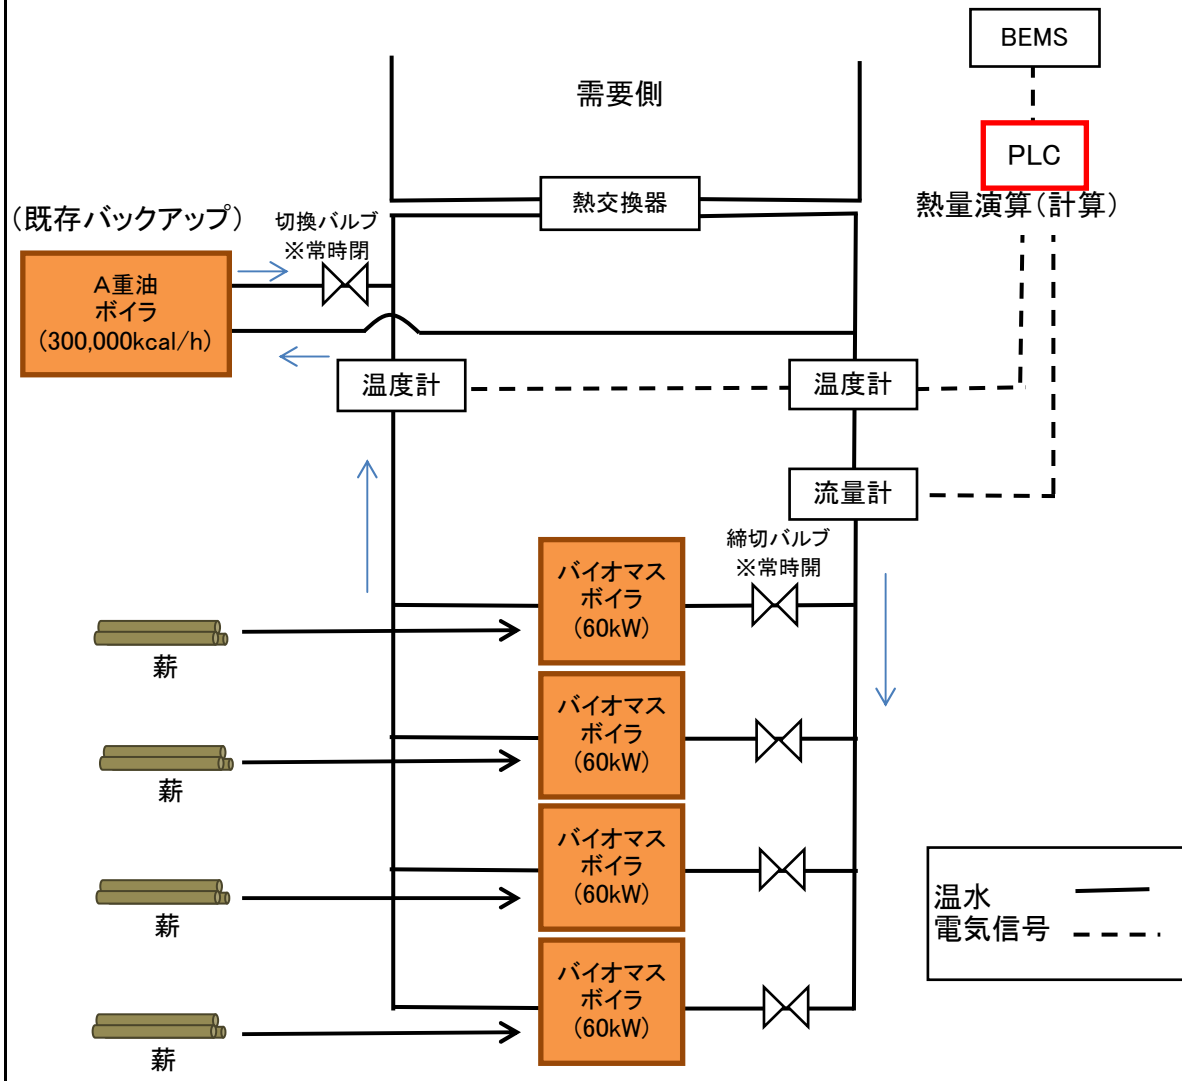 BEMS
需要側
PLC
熱交換器
熱量演算(計算)
(既存バックアップ)
切換バルブ
※常時閉
A重油
ボイラ
(300,000kcal/h)
温度計
温度計
流量計
締切バルブ
※常時開
バイオマス
ボイラ
(60kW)
薪
バイオマス
ボイラ
(60kW)
薪
バイオマス
ボイラ
(60kW)
薪
バイオマス
ボイラ
(60kW)
薪
温水
電気信号